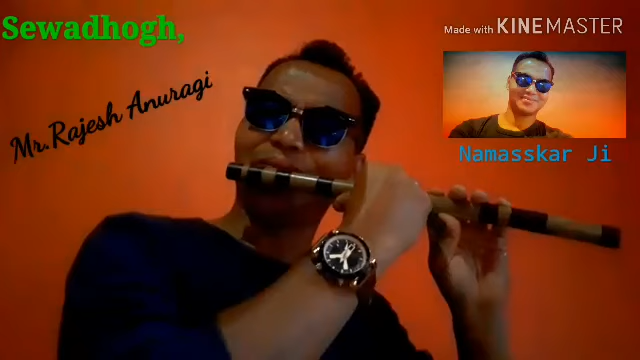 Sewadhogh,
Made with KINEMASTER
Mr.Rajesh Anuragi
Namasskar Ji